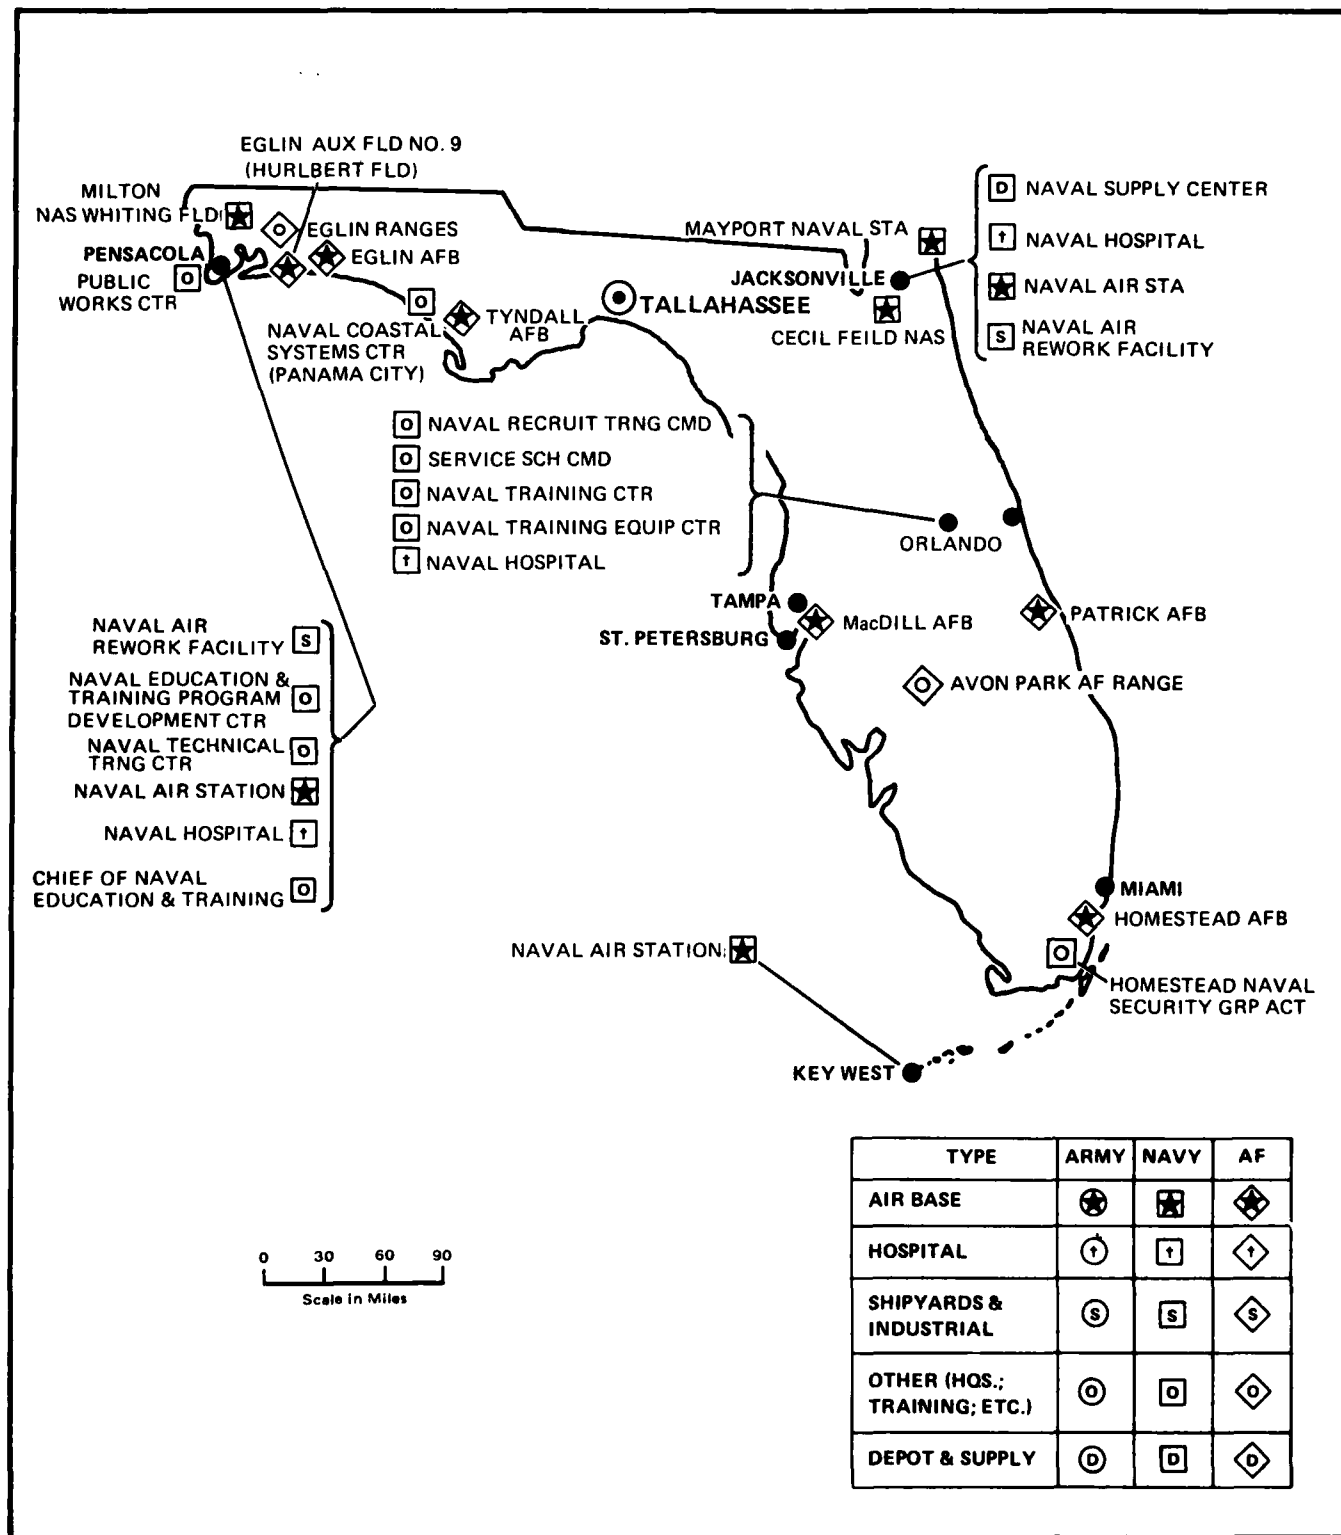 EGLIN AUX FLD NO. 9
(HURLBERT FLD)
MILTON
NAS WHITING FLD
EGLIN RANGES
PENSACOLA
EGLIN AFB
PUBLIC
WORKS CTR
O
O
O
NAVAL COASTAL
SYSTEMS CTR
(PANAMA CITY)
TYNDALL
AFB
TALLAHASSEE
MAYPORT NAVAL STA
JACKSONVILLE
CECIL FEILD NAS
D NAVAL SUPPLY CENTER
† NAVAL HOSPITAL
NAVAL AIR STA
S NAVAL AIR
REWORK FACILITY
O NAVAL RECRUIT TRNG CMD
O SERVICE SCH CMD
O NAVAL TRAINING CTR
O NAVAL TRAINING EQUIP CTR
† NAVAL HOSPITAL
ORLANDO
TAMPA
ST. PETERSBURG
MacDILL AFB
PATRICK AFB
O AVON PARK AF RANGE
NAVAL AIR
REWORK FACILITY S
NAVAL EDUCATION &
TRAINING PROGRAM O
DEVELOPMENT CTR
NAVAL TECHNICAL O
TRNG CTR
NAVAL AIR STATION
NAVAL HOSPITAL †
CHIEF OF NAVAL
EDUCATION & TRAINING O
MIAMI
HOMESTEAD AFB
O
HOMESTEAD NAVAL
SECURITY GRP ACT
NAVAL AIR STATION
KEY WEST
0 30 60 90
Scale in Miles
TYPE ARMY NAVY AF
AIR BASE
HOSPITAL † † †
SHIPYARDS &
INDUSTRIAL S S S
OTHER (HQS.;
TRAINING; ETC.) O O O
DEPOT & SUPPLY D D D